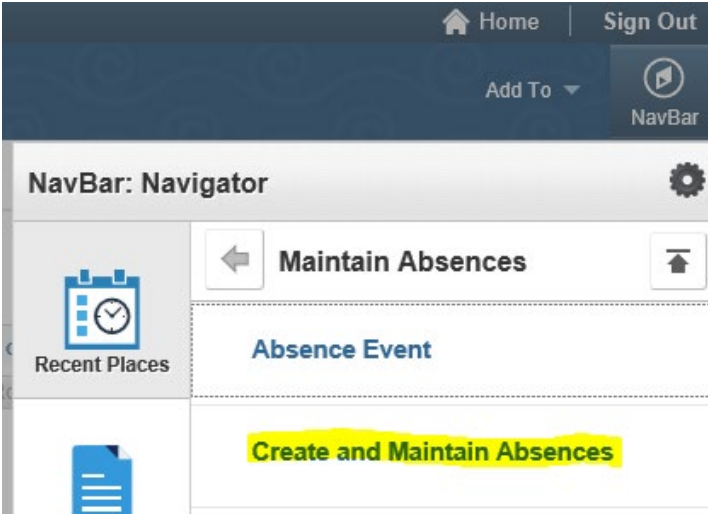 Home Sign Out
Add To
NavBar
NavBar: Navigator
Maintain Absences
Absence Event
Recent Places
Create and Maintain Absences